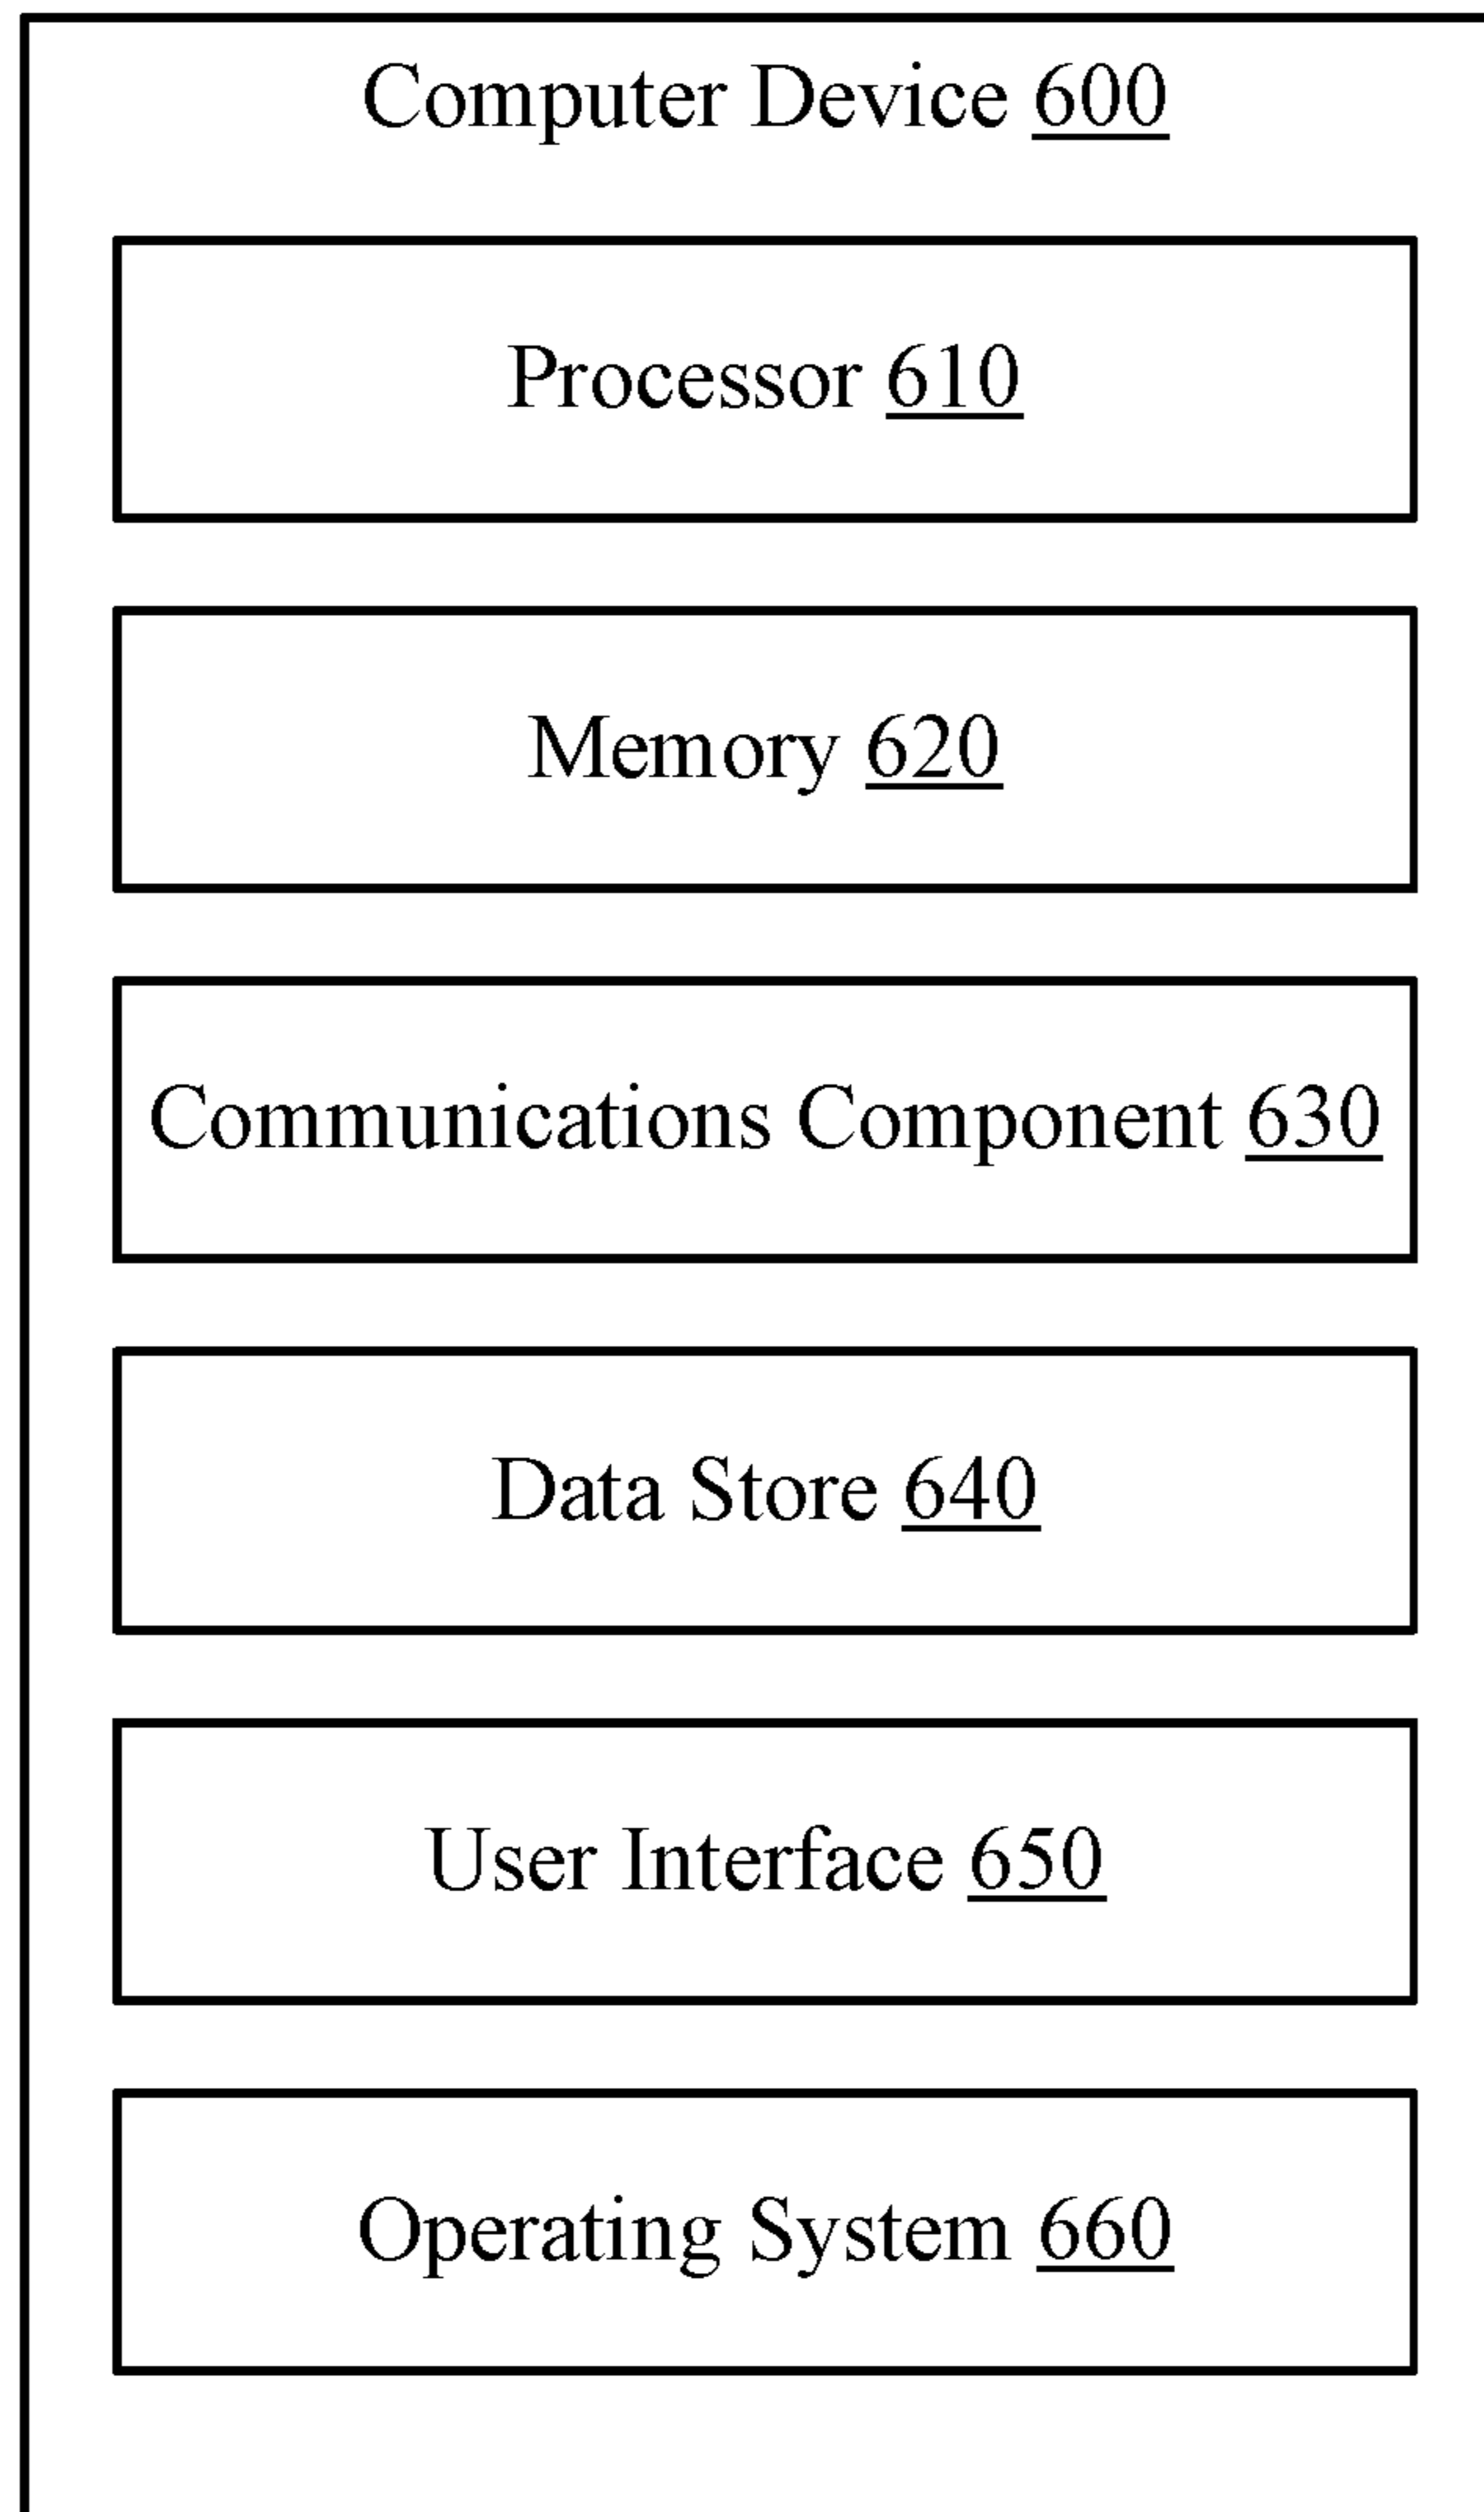 Computer Device 600
Processor 610
Memory 620
Communications Component 630
Data Store 640
User Interface 650
Operating System 660